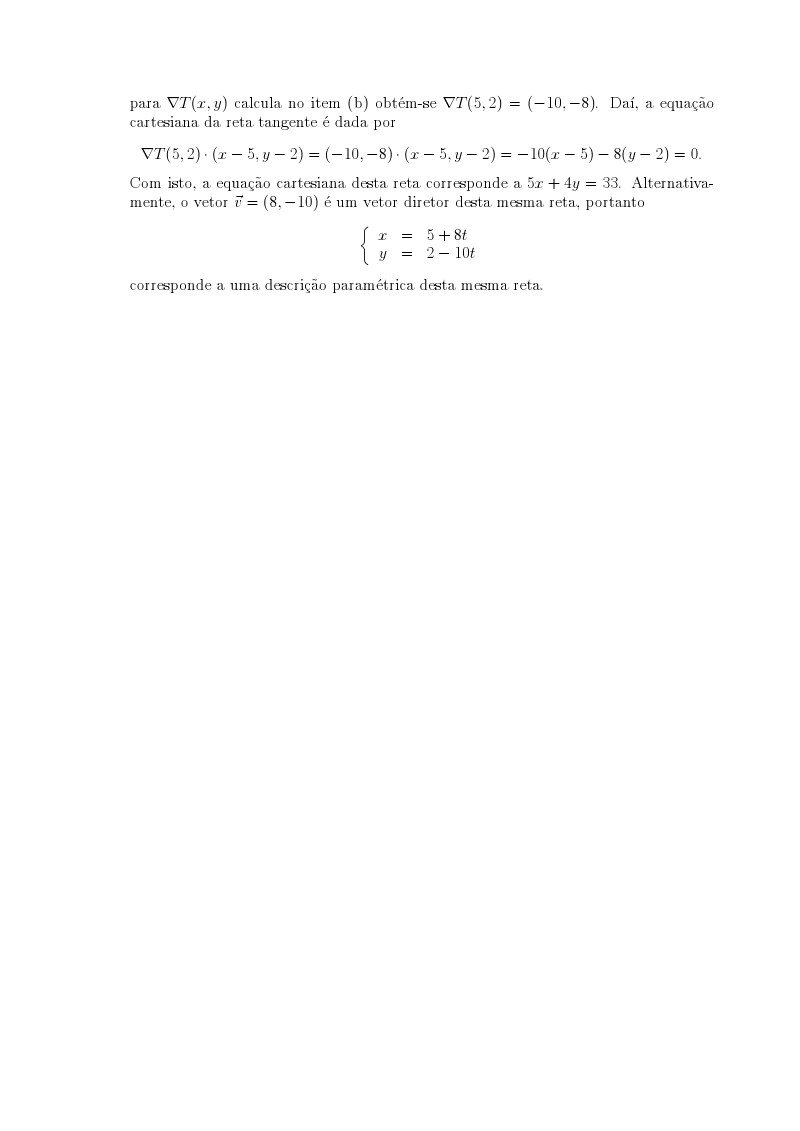 para ∇T(x, y) calcula no item (b) obtém-se ∇T(5, 2) = (−10, −8). Daí, a equação
cartesiana da reta tangente é dada por
∇T(5, 2) · (x − 5, y − 2) = (−10, −8) · (x − 5, y − 2) = −10(x − 5) − 8(y − 2) = 0.
Com isto, a equação cartesiana desta reta corresponde a 5x + 4y = 33. Alternativa-
mente, o vetor v⃗ = (8, −10) é um vetor diretor desta mesma reta, portanto
{ x = 5 + 8t
y = 2 − 10t
corresponde a uma descrição paramétrica desta mesma reta.